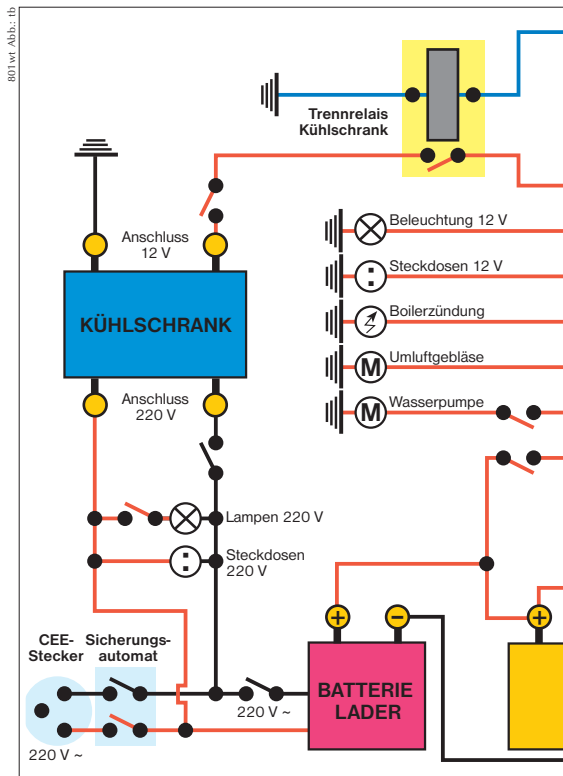 801wt Abb.: tb
Trennrelais
Kühlschrank
Anschluss
12 V
Beleuchtung 12 V
Steckdosen 12 V
Boilerzündung
M
Umluftgebläse
M
Wasserpumpe
KÜHLSCHRANK
Anschluss
220 V
Lampen 220 V
Steckdosen
220 V
+
−
+
CEE-
Stecker
Sicherungs-
automat
BATTERIE
LADER
220 V ~
220 V ~